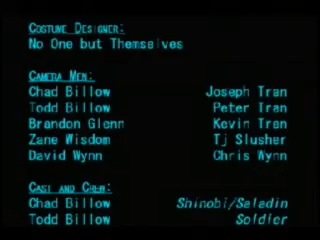 Costume Designer:
No One but Themselves
Camera Men:
Chad Billow Joseph Tran
Todd Billow Peter Tran
Brandon Glenn Kevin Tran
Zane Wisdom Tj Slusher
David Wynn Chris Wynn
Cast and Crew:
Chad Billow Shinobi/Saladin
Todd Billow Soldier